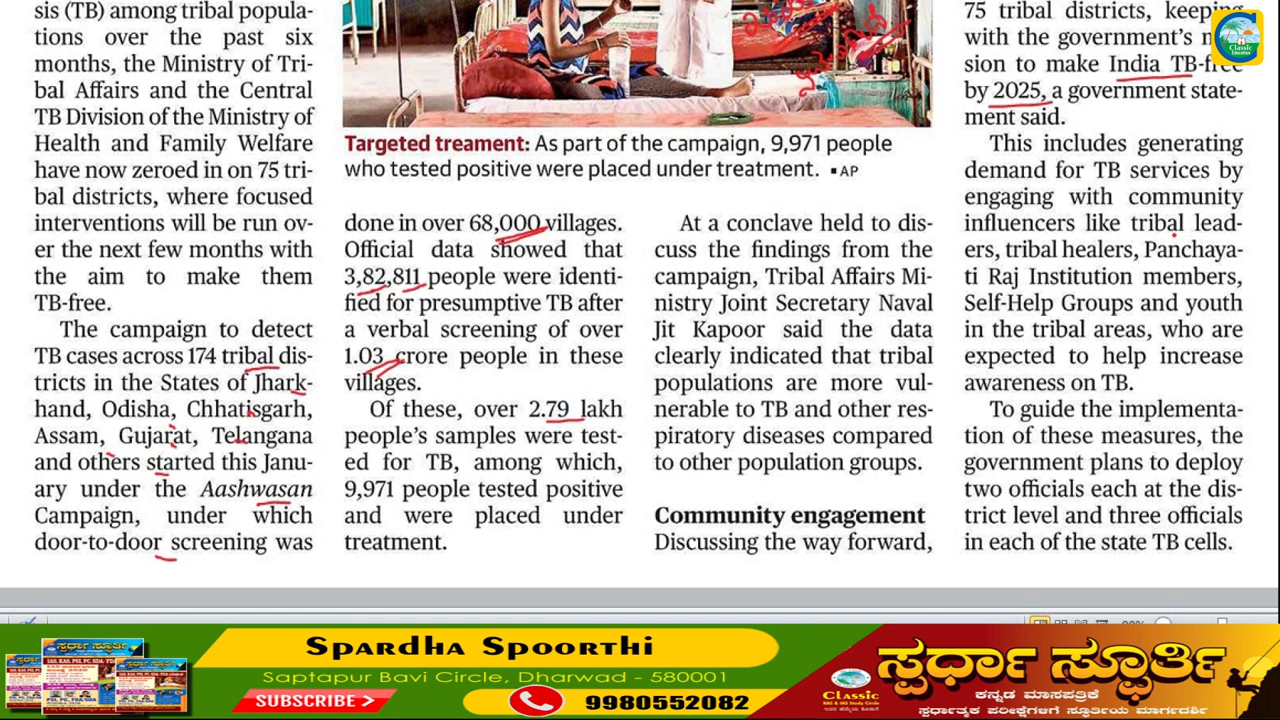 sis (TB) among tribal popula-
tions over the past six
months, the Ministry of Tri-
bal Affairs and the Central
TB Division of the Ministry of
Health and Family Welfare
have now zeroed in on 75 tri-
bal districts, where focused
interventions will be run ov-
er the next few months with
the aim to make them
TB-free.
The campaign to detect
TB cases across 174 tribal dis-
tricts in the States of Jhark-
hand, Odisha, Chhatisgarh,
Assam, Gujarat, Telangana
and others started this Janu-
ary under the Aashwasan
Campaign, under which
door-to-door screening was
Targeted treament: As part of the campaign, 9,971 people
who tested positive were placed under treatment. ▪ AP
done in over 68,000 villages.
Official data showed that
3,82,811 people were identi-
fied for presumptive TB after
a verbal screening of over
1.03 crore people in these
villages.
Of these, over 2.79 lakh
people's samples were test-
ed for TB, among which,
9,971 people tested positive
and were placed under
treatment.
At a conclave held to dis-
cuss the findings from the
campaign, Tribal Affairs Mi-
nistry Joint Secretary Naval
Jit Kapoor said the data
clearly indicated that tribal
populations are more vul-
nerable to TB and other res-
piratory diseases compared
to other population groups.
Community engagement
Discussing the way forward,
75 tribal districts, keeping
with the government's mis-
sion to make India TB-free
by 2025, a government state-
ment said.
This includes generating
demand for TB services by
engaging with community
influencers like tribal lead-
ers, tribal healers, Panchaya-
ti Raj Institution members,
Self-Help Groups and youth
in the tribal areas, who are
expected to help increase
awareness on TB.
To guide the implementa-
tion of these measures, the
government plans to deploy
two officials each at the dis-
trict level and three officials
in each of the state TB cells.
Classic
Education
Spardha Spoorthi
Saptapur Bavi Circle, Dharwad - 580001
SUBSCRIBE >
9980552082
Classic
KAS & IAS Study Circle
ಸ್ಪರ್ಧಾ ಸ್ಫೂರ್ತಿ
ಕನ್ನಡ ಮಾಸಪತ್ರಿಕೆ
ಸ್ಪರ್ಧಾತ್ಮಕ ಪರೀಕ್ಷೆಗಳಿಗೆ ಸ್ಫೂರ್ತಿಯ ಮಾರ್ಗದರ್ಶಿ